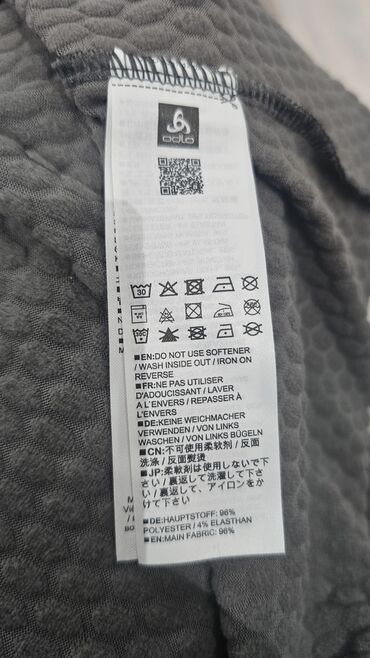 odlo
30
■EN:DO NOT USE SOFTENER
/ WASH INSIDE OUT / IRON ON
REVERSE
■FR:NE PAS UTILISER
D'ADOUCISSANT / LAVER
A L'ENVERS / REPASSER À
L'ENVERS
■DE:KEINE WEICHMACHER
VERWENDEN / VON LINKS
WASCHEN / VON LINKS BÜGELN
■CN:不可使用柔软剂 / 反面
洗涤 / 反面熨烫
■JP:柔軟剤は使用しないで下
さい / 裏返して洗濯して下さ
い / 裏返して、アイロンをか
けて下さい
■DE:HAUPTSTOFF: 96%
POLYESTER / 4% ELASTHAN
■EN:MAIN FABRIC: 96%